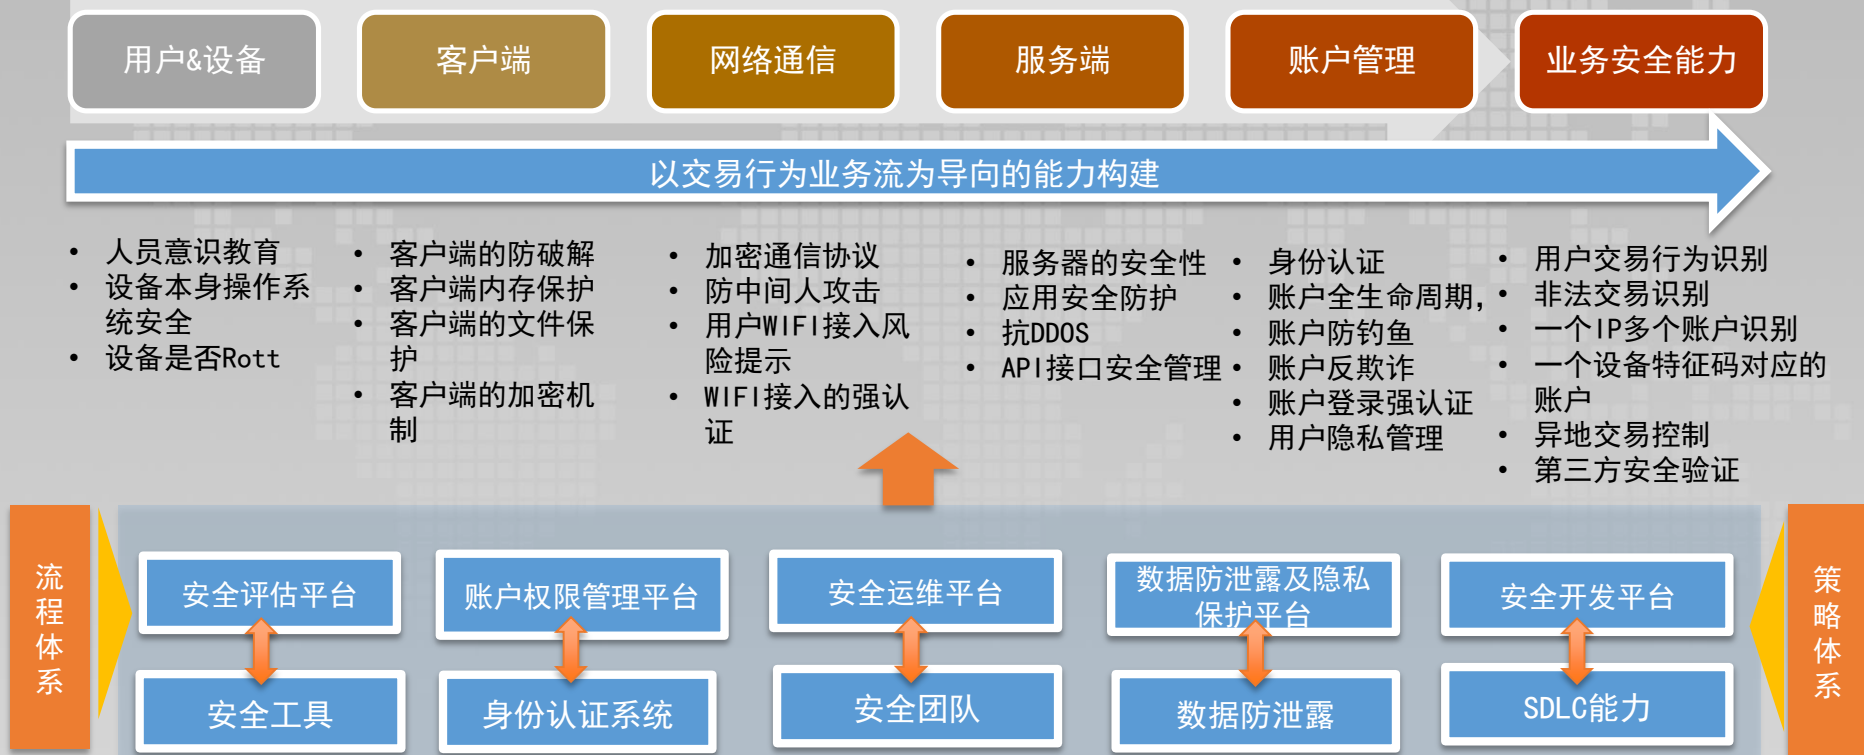 用户&设备
客户端
网络通信
服务端
账户管理
业务安全能力
以交易行为业务流为导向的能力构建
• 人员意识教育
• 设备本身操作系
统安全
• 设备是否Rott
• 客户端的防破解
• 客户端内存保护
• 客户端的文件保
护
• 客户端的加密机
制
• 加密通信协议
• 防中间人攻击
• 用户WIFI接入风
险提示
• WIFI接入的强认
证
• 服务器的安全性
• 应用安全防护
• 抗DDOS
• API接口安全管理
• 身份认证
• 账户全生命周期，
• 账户防钓鱼
• 账户反欺诈
• 账户登录强认证
• 用户隐私管理
• 用户交易行为识别
• 非法交易识别
• 一个IP多个账户识别
• 一个设备特征码对应的
账户
• 异地交易控制
• 第三方安全验证
流程体系
安全评估平台
账户权限管理平台
安全运维平台
数据防泄露及隐私
保护平台
安全开发平台
安全工具
身份认证系统
安全团队
数据防泄露
SDLC能力
策略体系